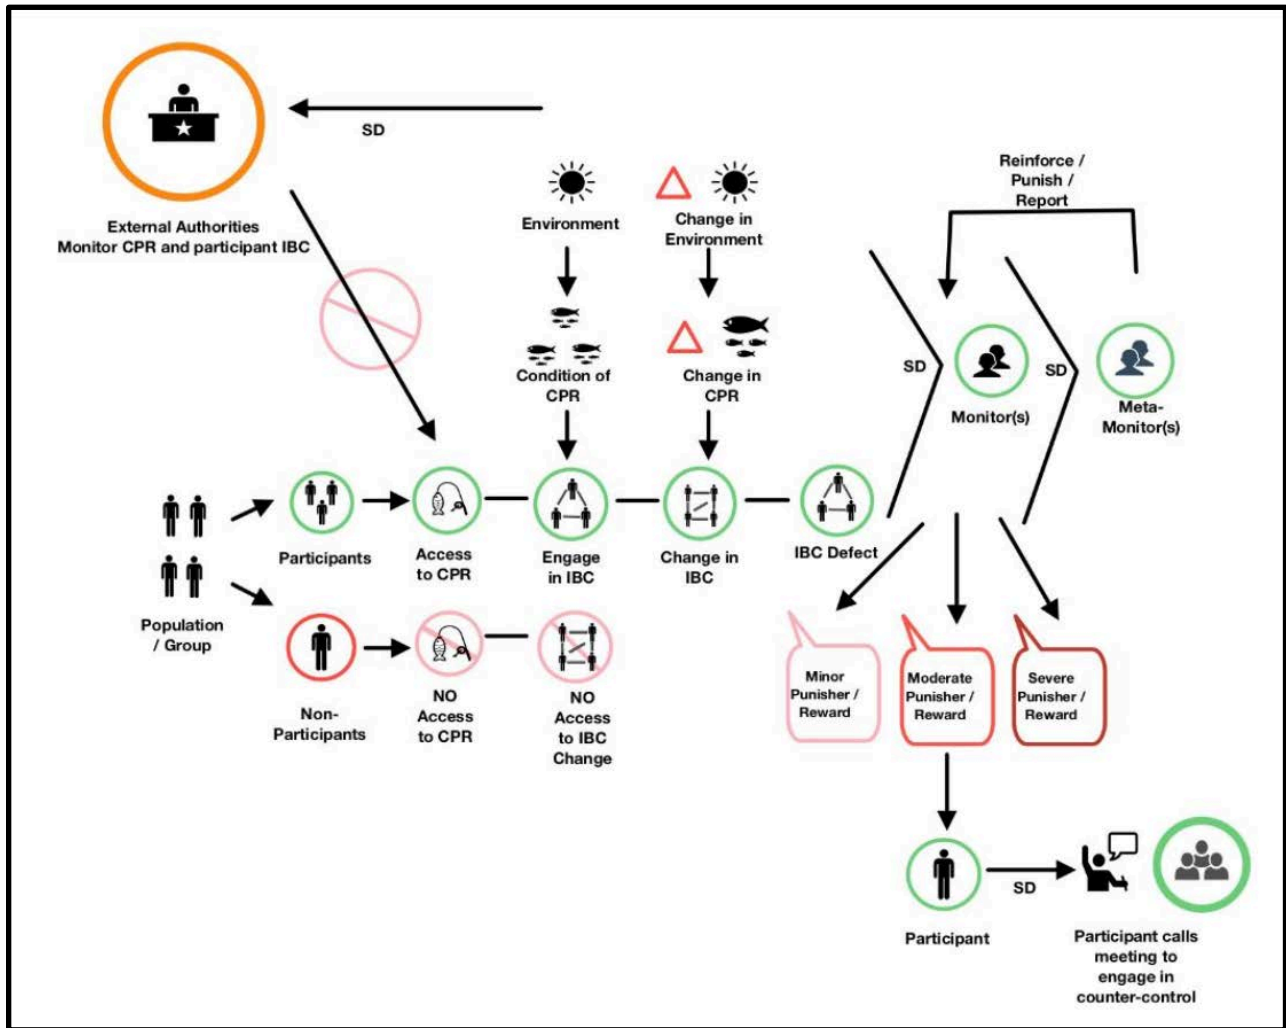 SD
External Authorities
Monitor CPR and participant IBC
Environment
Change in
Environment
Reinforce /
Punish /
Report
Condition of
CPR
Change in
CPR
SD
Monitor(s)
SD
Meta-
Monitor(s)
Population
/ Group
Participants
Access
to CPR
Engage
in IBC
Change in
IBC
IBC Defect
Non-
Participants
NO
Access
to CPR
NO
Access
to IBC
Change
Minor
Punisher /
Reward
Moderate
Punisher /
Reward
Severe
Punisher /
Reward
Participant
SD
Participant calls
meeting to
engage in
counter-control